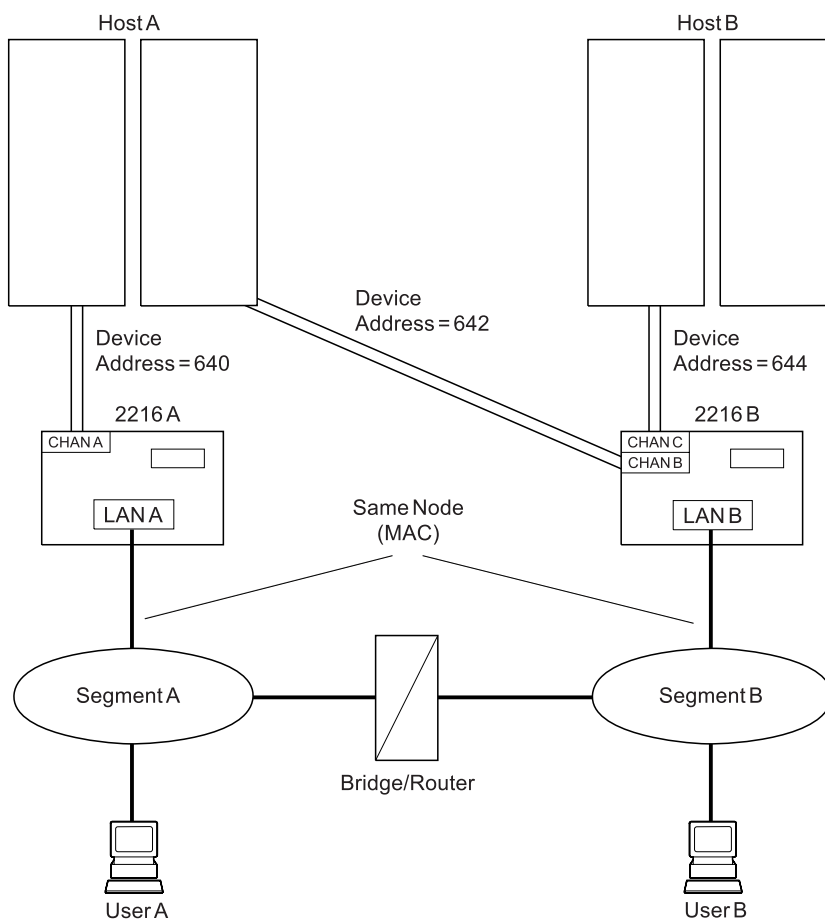 Host A
Host B
Device
Address = 642
Device
Address = 640
Device
Address = 644
2216 A
2216 B
CHAN A
CHAN C
CHAN B
LAN A
Same Node
(MAC)
LAN B
Segment A
Segment B
Bridge/Router
User A
User B